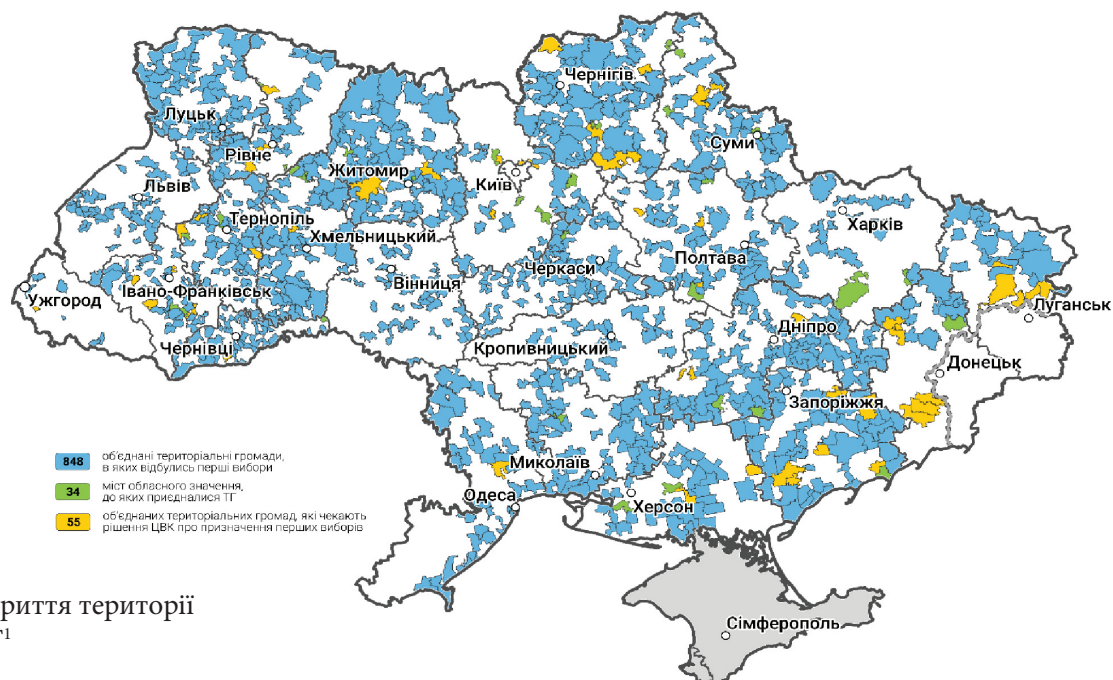 Чернігів
Луцьк
Суми
Рівне
Житомир
Київ
Львів
Харків
Тернопіль
Хмельницький
Полтава
Черкаси
Вінниця
Івано-Франківськ
Ужгород
Луганськ
Дніпро
Кропивницький
Чернівці
Донецьк
Запоріжжя
848 об'єднані територіальні громади,
в яких відбулись перші вибори
34 міст обласного значення,
до яких приєдналися ТГ
55 об'єднаних територіальних громад, які чекають
рішення ЦВК про призначення перших виборів
Миколаїв
Одеса
Херсон
Сімферополь
риття території